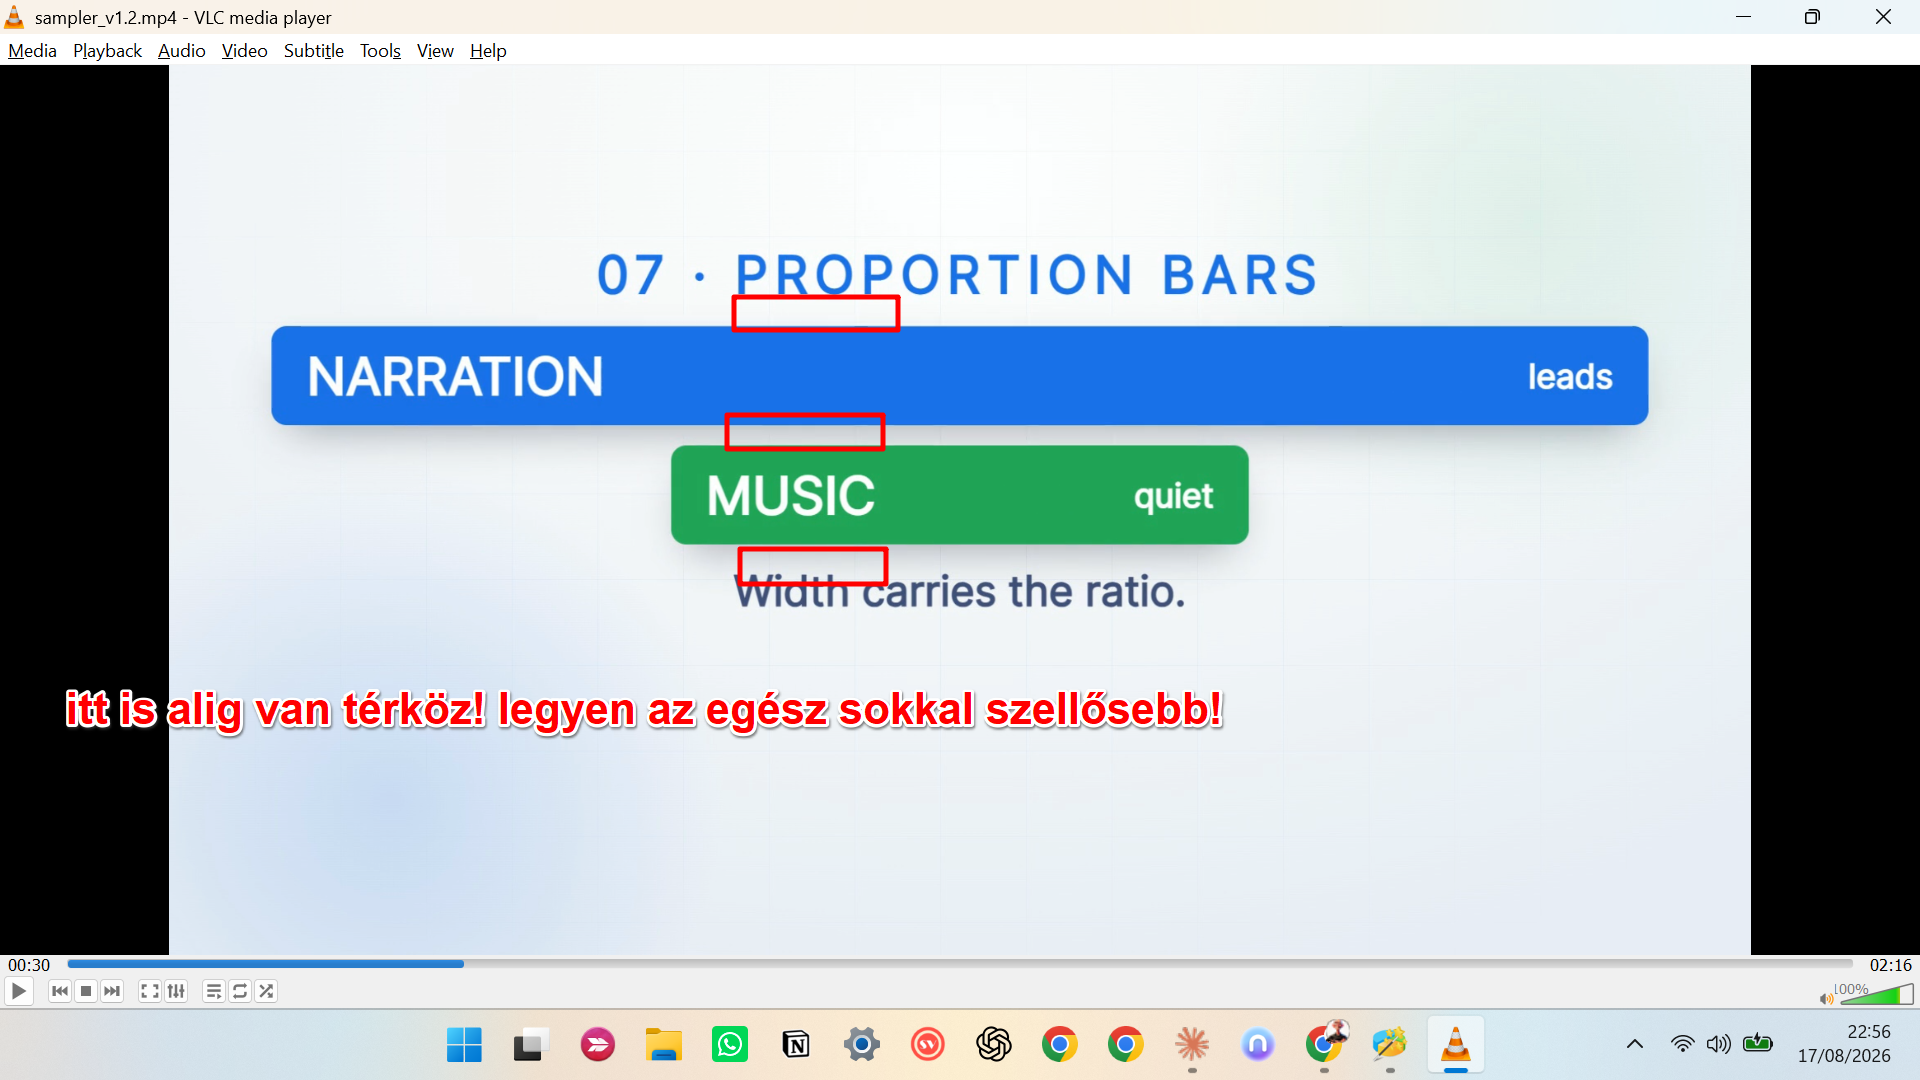 sampler_v1.2.mp4 - VLC media player
Media Playback Audio Video Subtitle Tools View Help
07 · PROPORTION BARS
NARRATION leads
MUSIC quiet
Width carries the ratio.
itt is alig van térköz! legyen az egész sokkal szellősebb!
00:30 02:16
100%
22:56
17/08/2026